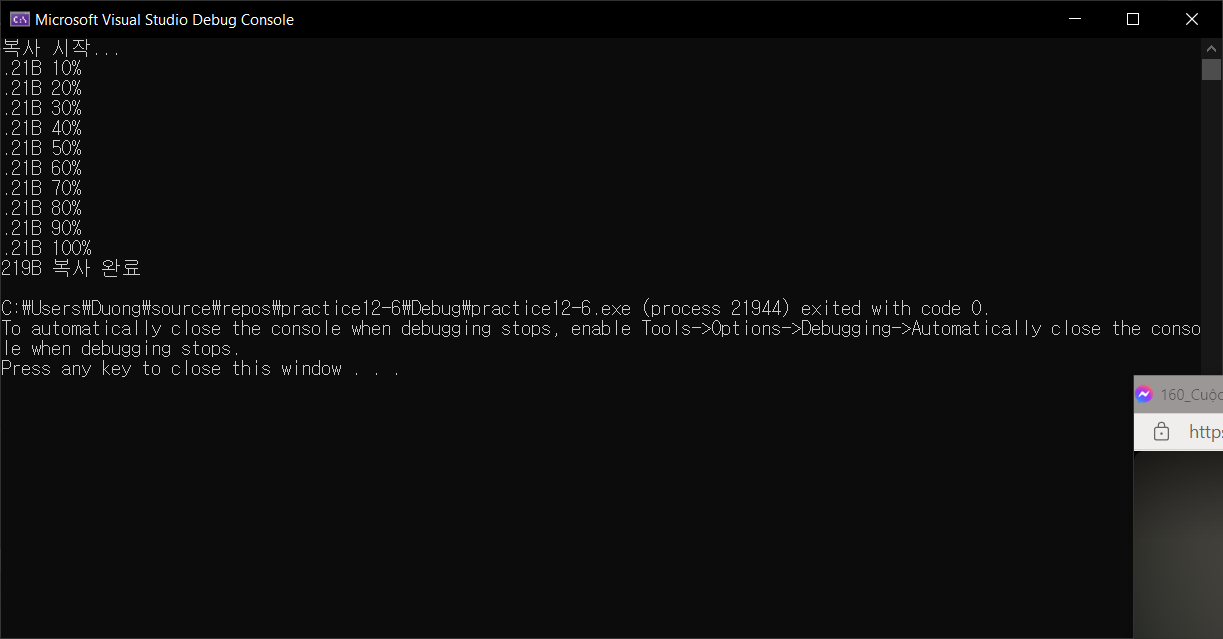 Microsoft Visual Studio Debug Console
복사 시작...
.21B 10%
.21B 20%
.21B 30%
.21B 40%
.21B 50%
.21B 60%
.21B 70%
.21B 80%
.21B 90%
.21B 100%
219B 복사 완료
C:₩Users₩Duong₩source₩repos₩practice12-6₩Debug₩practice12-6.exe (process 21944) exited with code 0.
To automatically close the console when debugging stops, enable Tools->Options->Debugging->Automatically close the conso
le when debugging stops.
Press any key to close this window . . .
160_Cuộc
https